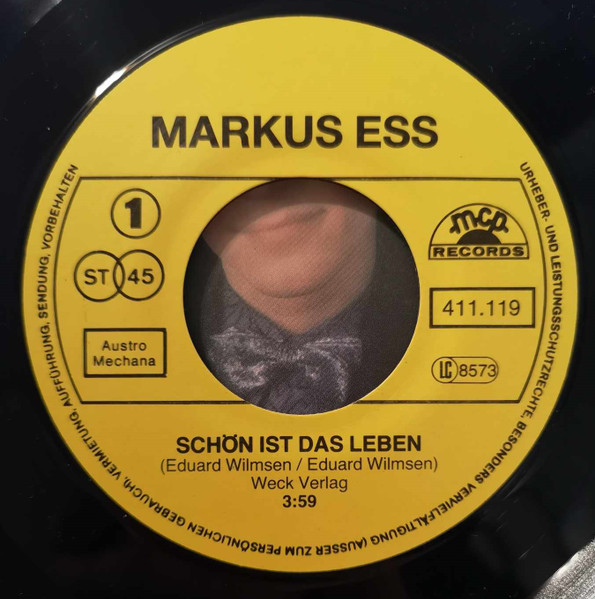 MARKUS ESS
1
ST 45
Austro
Mechana
mcp
RECORDS
411.119
LC 8573
SCHÖN IST DAS LEBEN
(Eduard Wilmsen / Eduard Wilmsen)
Weck Verlag
3:59
URHEBER- UND LEISTUNGSSCHUTZRECHTE, BESONDERS VERVIELFÄLTIGUNG (AUSSER ZUM PERSÖNLICHEN GEBRAUCH), VERMIETUNG, AUFFÜHRUNG, SENDUNG, VORBEHALTEN